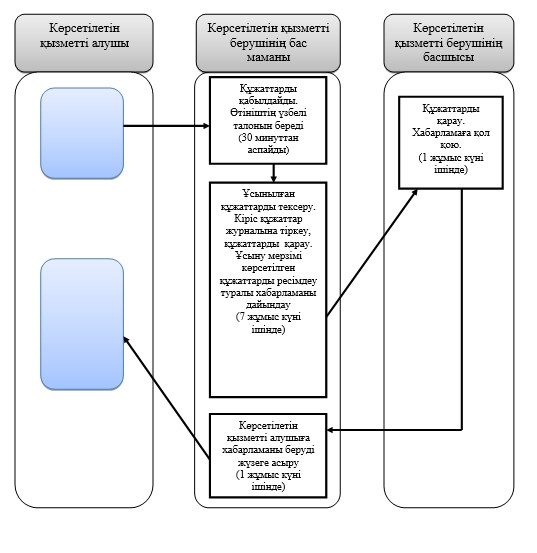 Көрсетілетін
қызметті алушы
Көрсетілетін қызметті
берушінің бас
маманы
Көрсетілетін
қызметті берушінің
басшысы
Құжаттарды
қабылдайды.
Өтініштің үзбелі
талонын береді
(30 минуттан
аспайды)
Ұсынылған
құжаттарды тексеру.
Кіріс құжаттар
журналына тіркеу,
құжаттарды қарау.
Ұсыну мерзімі
көрсетілген
құжаттарды ресімдеу
туралы хабарламаны
дайындау
(7 жұмыс күні
ішінде)
Құжаттарды
қарау.
Хабарламаға қол
қою.
(1 жұмыс күні
ішінде)
Көрсетілетін
қызметті алушыға
хабарламаны беруді
жүзеге асыру
(1 жұмыс күні
ішінде)